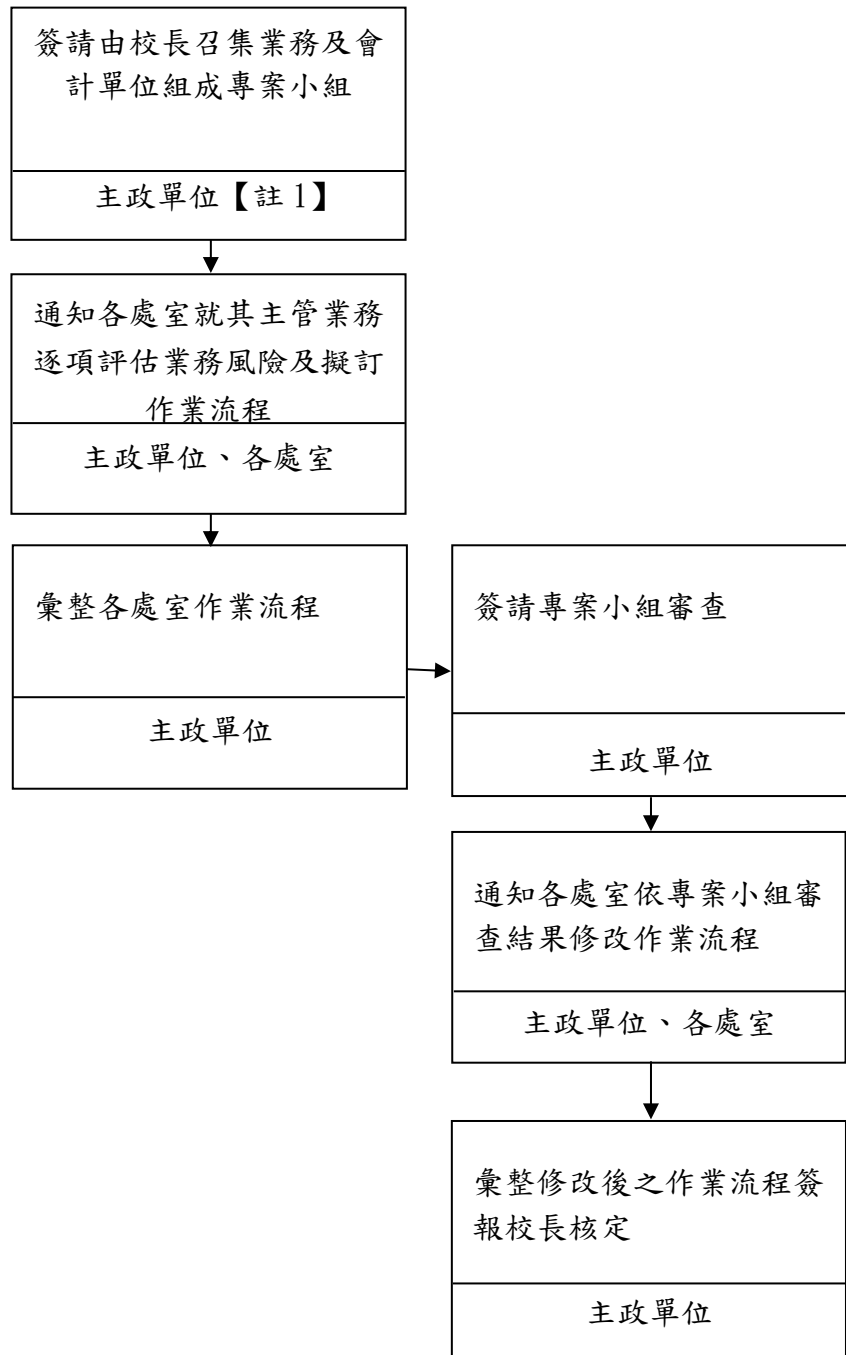 簽請由校長召集業務及會
計單位組成專案小組
主政單位【註1】
通知各處室就其主管業務
逐項評估業務風險及擬訂
作業流程
主政單位、各處室
彙整各處室作業流程
主政單位
簽請專案小組審查
主政單位
通知各處室依專案小組審
查結果修改作業流程
主政單位、各處室
彙整修改後之作業流程簽
報校長核定
主政單位